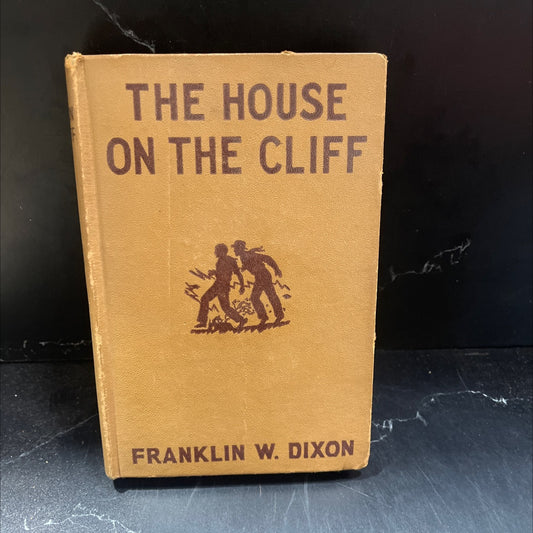 THE HOUSE
ON THE CLIFF
FRANKLIN W. DIXON